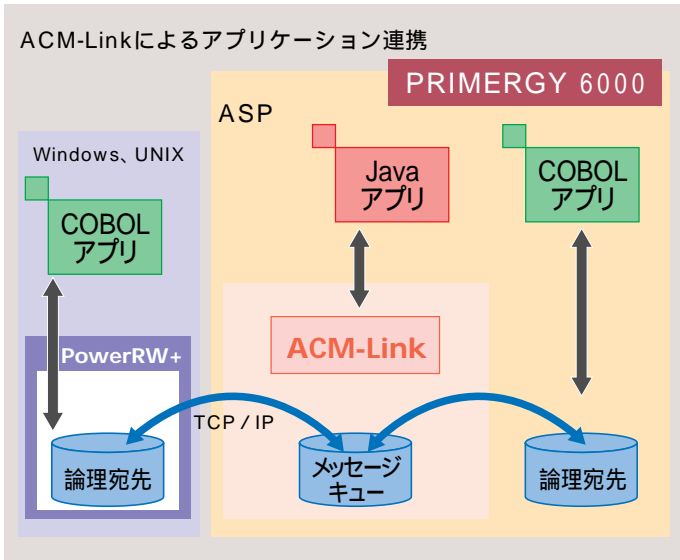 ACM-Linkによるアプリケーション連携
PRIMERGY 6000
ASP
Windows、UNIX
COBOL
アプリ
Java
アプリ
COBOL
アプリ
PowerRW+
ACM-Link
TCP / IP
論理宛先
メッセージ
キュー
論理宛先